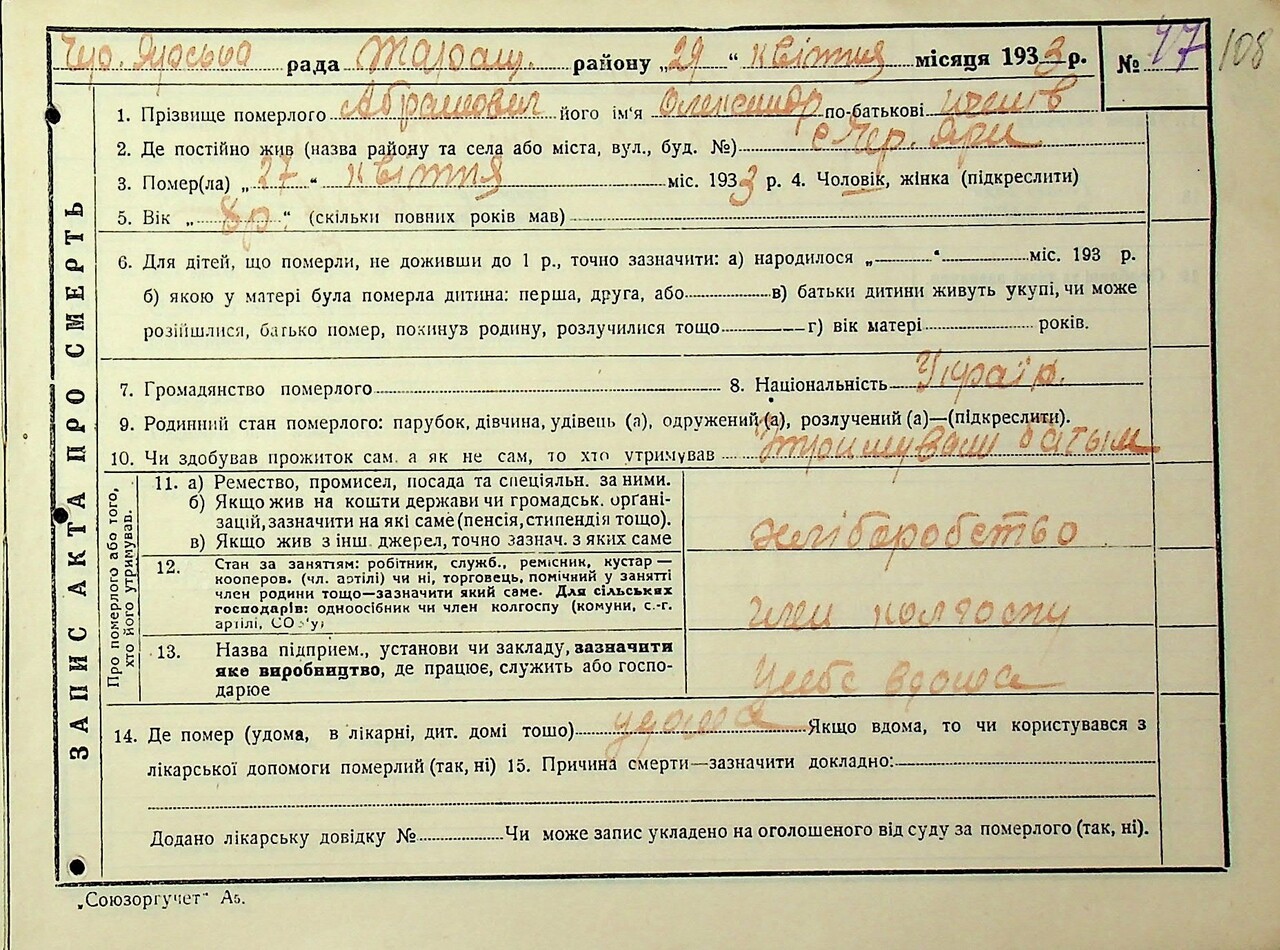 Чер. Ярська рада Таращ. району „29“ квітня місяця 1933 р. № 47 108
1. Прізвище померлого Абрамович його ім'я Олександр по-батькові
2. Де постійно жив (назва району та села або міста, вул., буд. №) с Чер. Яри
3. Помер(ла) „27“ квітня міс. 1933 р. 4. Чоловік, жінка (підкреслити)
5. Вік „8р.“ (скільки повних років мав)
6. Для дітей, що померли, не доживши до 1 р., точно зазначити: а) народилося „ “ міс. 193 р.
б) якою у матері була померла дитина: перша, друга, або в) батьки дитини живуть укупі, чи може
розійшлися, батько помер, покинув родину, розлучилися тощо г) вік матері років.
7. Громадянство померлого 8. Національність Україн.
9. Родинний стан померлого: парубок, дівчина, удівець (а), одружений (а), розлучений (а)—(підкреслити).
10. Чи здобував прожиток сам, а як не сам, то хто утримував утримували батьки
ЗАПИС АКТА ПРО СМЕРТЬ
Про померлого або того,
хто його утримував.
11. а) Ремество, промисел, посада та спеціяльн. за ними.
б) Якщо жив на кошти держави чи громадськ. орґані-
зацій, зазначити на які саме (пенсія, стипендія тощо).
в) Якщо жив з інш. джерел, точно зазнач. з яких саме
хліборобство
12. Стан за занятям: робітник, службі., ремісник, кустар—
кооперов. (чл. артілі) чи ні, торговець, помічний у занятті
член родини тощо—зазначити який саме. Для сільських
господарів: одноосібник чи член колгоспу (комуни, с.-г.
артілі, СОЗ'у)
член колгоспу
13. Назва підприєм., установи чи закладу, зазначити
яке виробництво, де працює, служить або госпо-
дарює
у себе вдома
14. Де помер (удома, в лікарні, дит. домі тощо) удома Якщо вдома, то чи користувався з
лікарської допомоги померлий (так, ні) 15. Причина смерти—зазначити докладно:
Додано лікарську довідку № Чи може запис укладено на оголошеного від суду за померлого (так, ні).
„Союзоргучет“ А5.